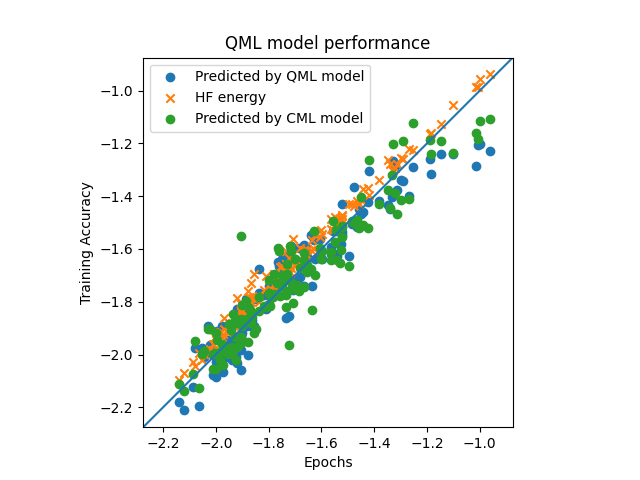 QML model performance
Predicted by QML model
HF energy
Predicted by CML model
Training Accuracy
−1.0
−1.2
−1.4
−1.6
−1.8
−2.0
−2.2
−2.2 −2.0 −1.8 −1.6 −1.4 −1.2 −1.0
Epochs